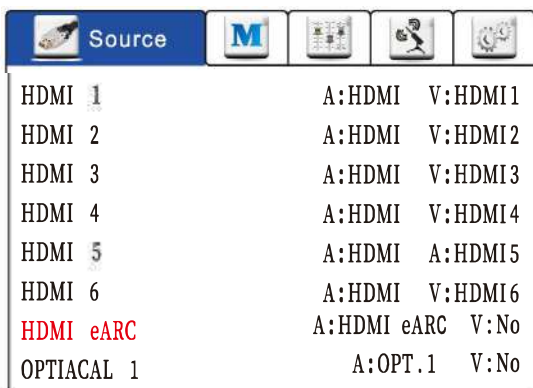 Source M
HDMI 1 A:HDMI V:HDMI1
HDMI 2 A:HDMI V:HDMI2
HDMI 3 A:HDMI V:HDMI3
HDMI 4 A:HDMI V:HDMI4
HDMI 5 A:HDMI A:HDMI5
HDMI 6 A:HDMI V:HDMI6
HDMI eARC A:HDMI eARC V:No
OPTIACAL 1 A:OPT.1 V:No